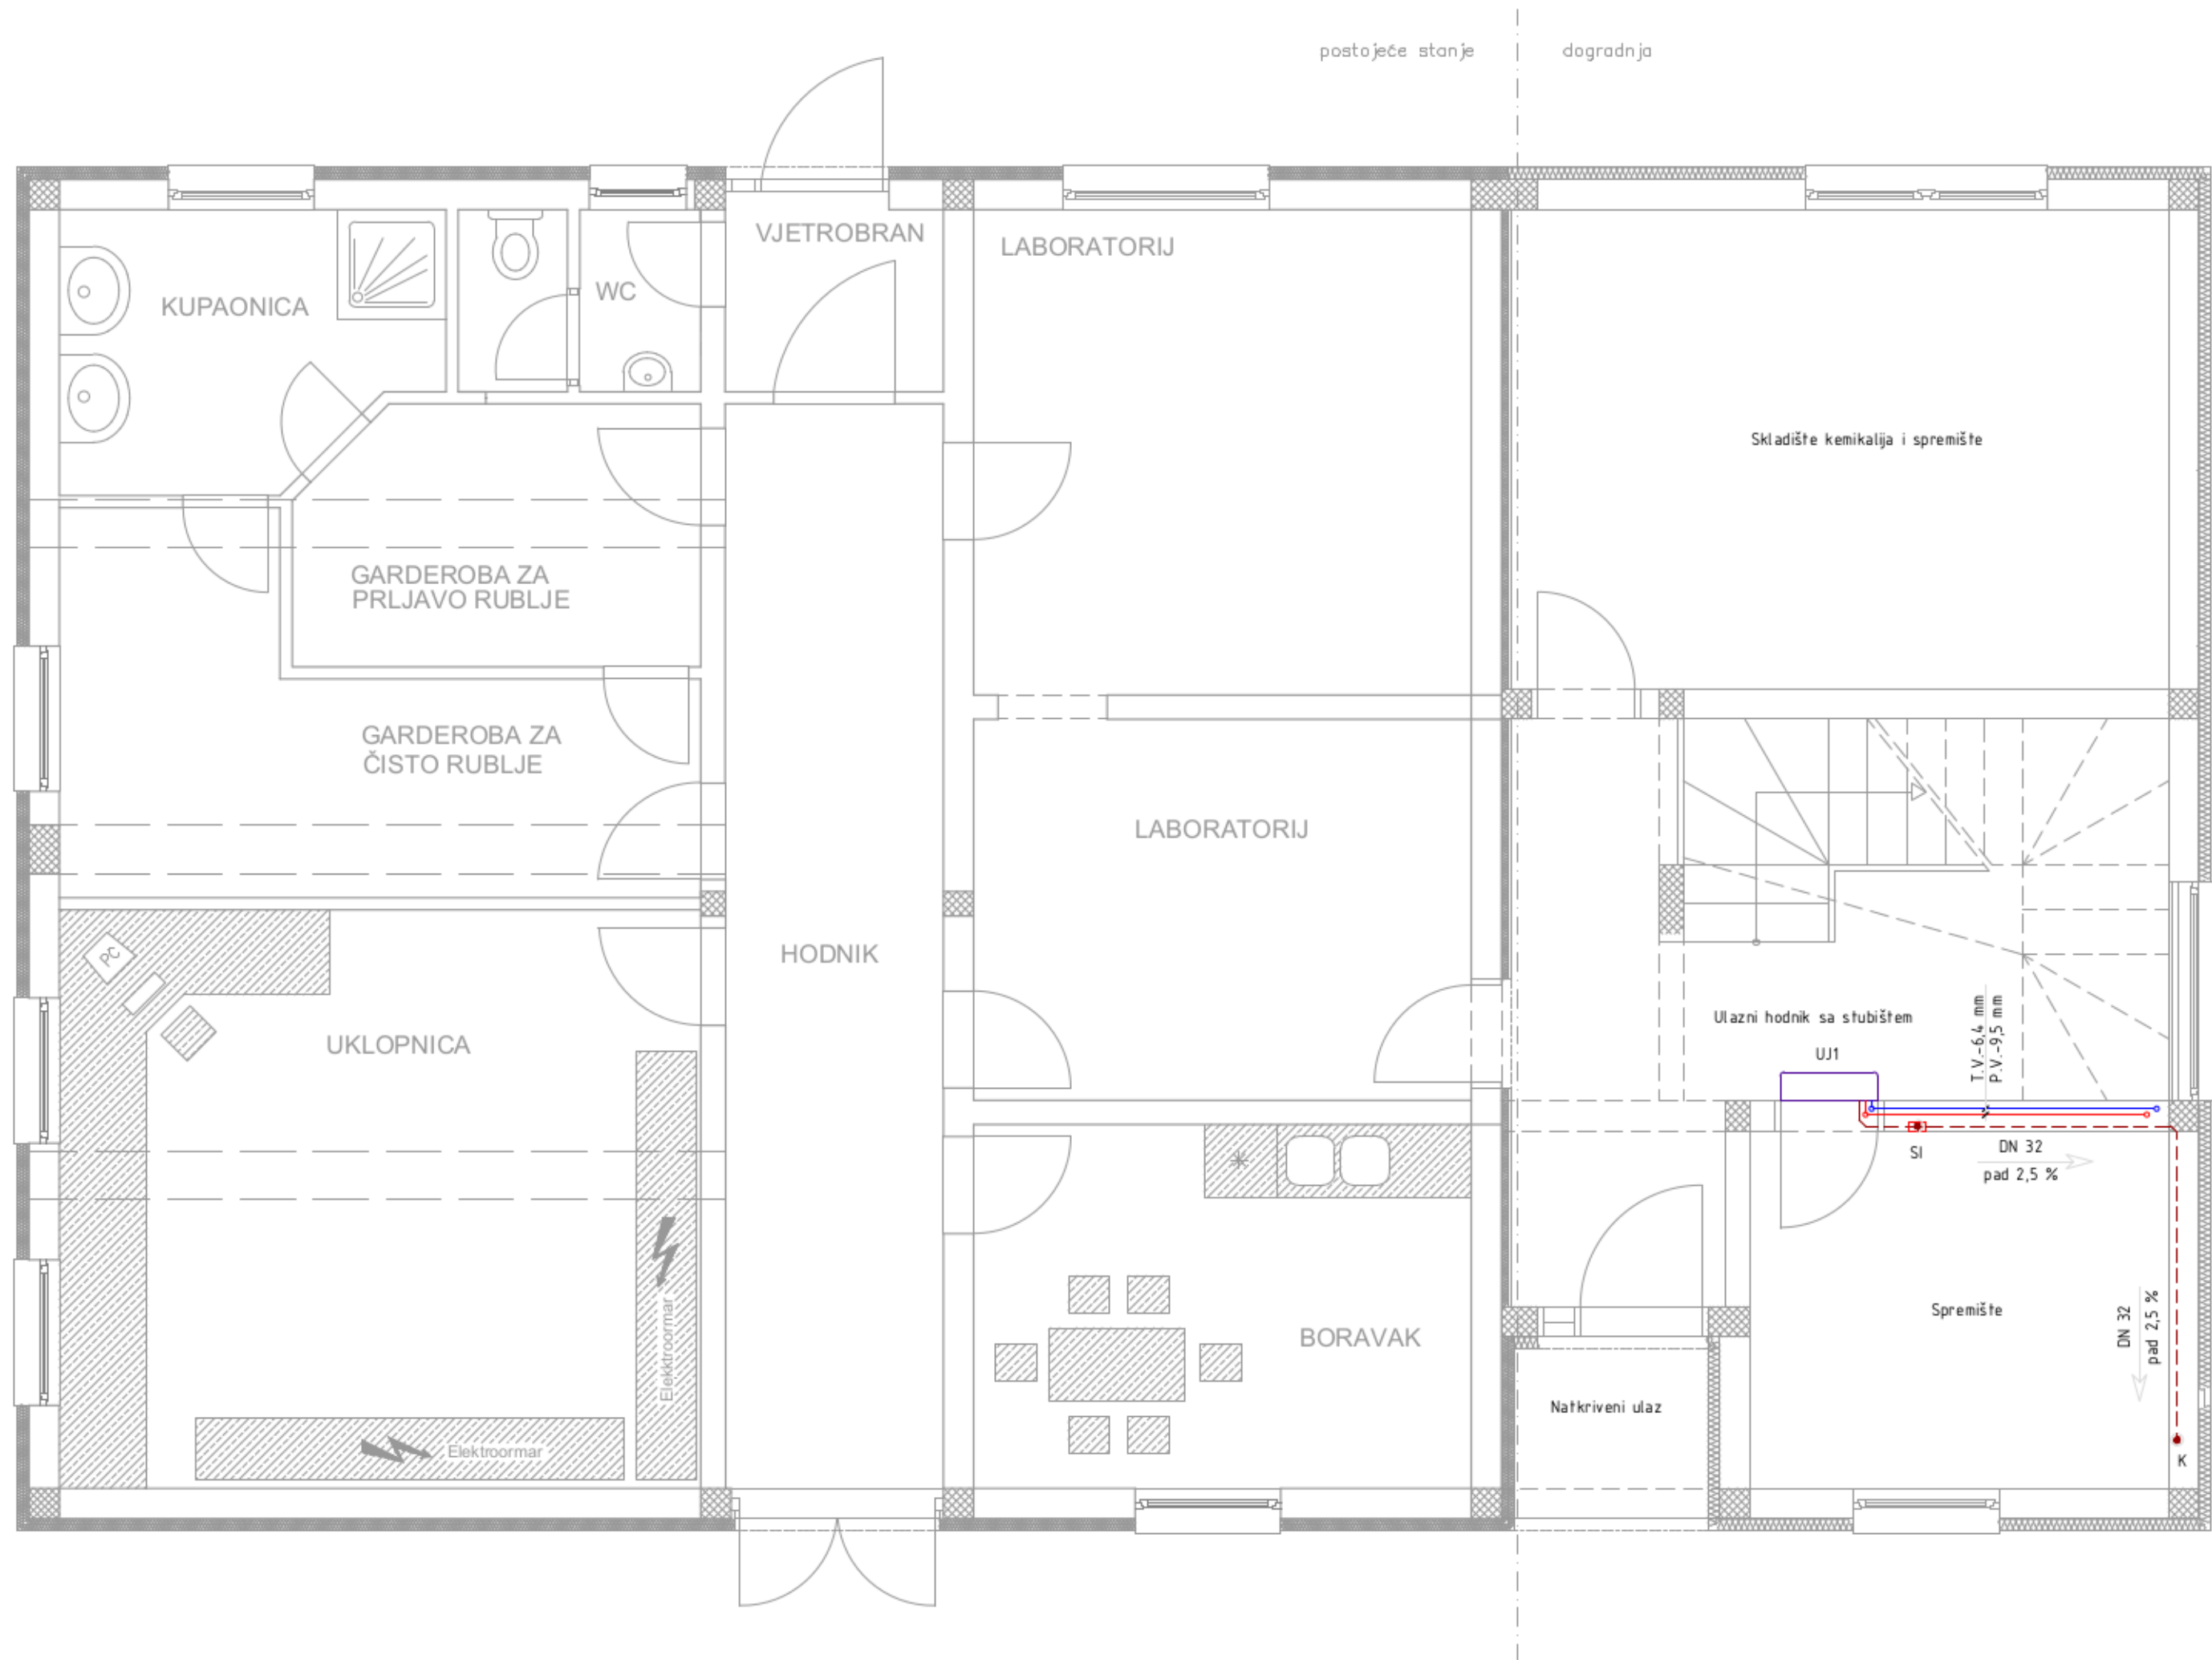 postojeće stanje
dogradnja
VJETROBRAN
LABORATORIJ
KUPAONICA
WC
Skladište kemikalija i spremište
GARDEROBA ZA
PRLJAVO RUBLJE
GARDEROBA ZA
ČISTO RUBLJE
LABORATORIJ
PC
HODNIK
UKLOPNICA
Ulazni hodnik sa stubištem
UJ1
T.V.-6,4 mm
P.V.-9,5 mm
SI
DN 32
pad 2,5 %
Elektroormar
BORAVAK
Spremište
DN 32
pad 2,5 %
Natkriveni ulaz
Elektroormar
K